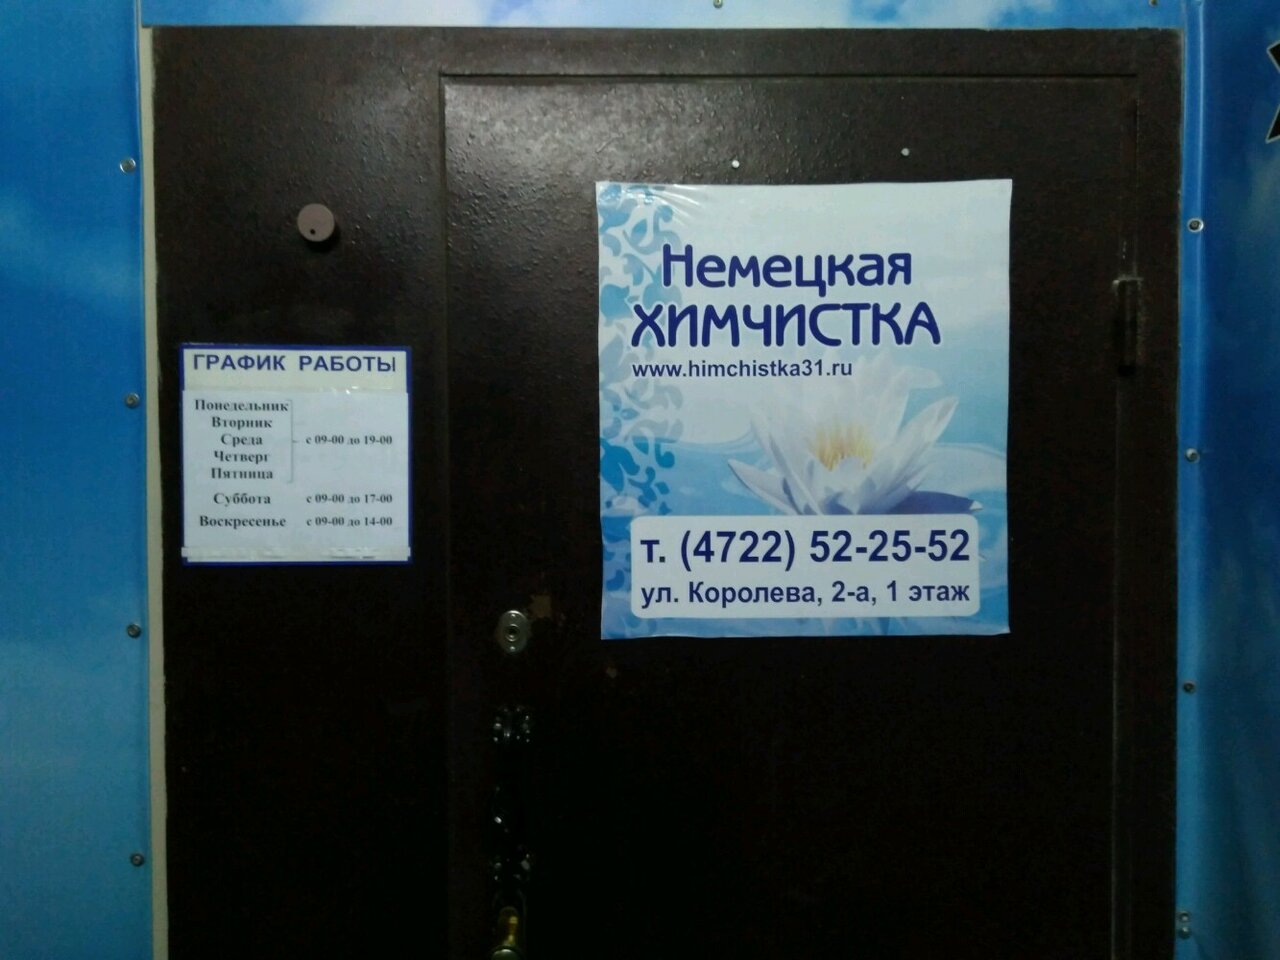 ГРАФИК РАБОТЫ
Понедельник
Вторник
Среда с 09-00 до 19-00
Четверг
Пятница
Суббота с 09-00 до 17-00
Воскресенье с 09-00 до 14-00
Немецкая
ХИМЧИСТКА
www.himchistka31.ru
т. (4722) 52-25-52
ул. Королева, 2-а, 1 этаж